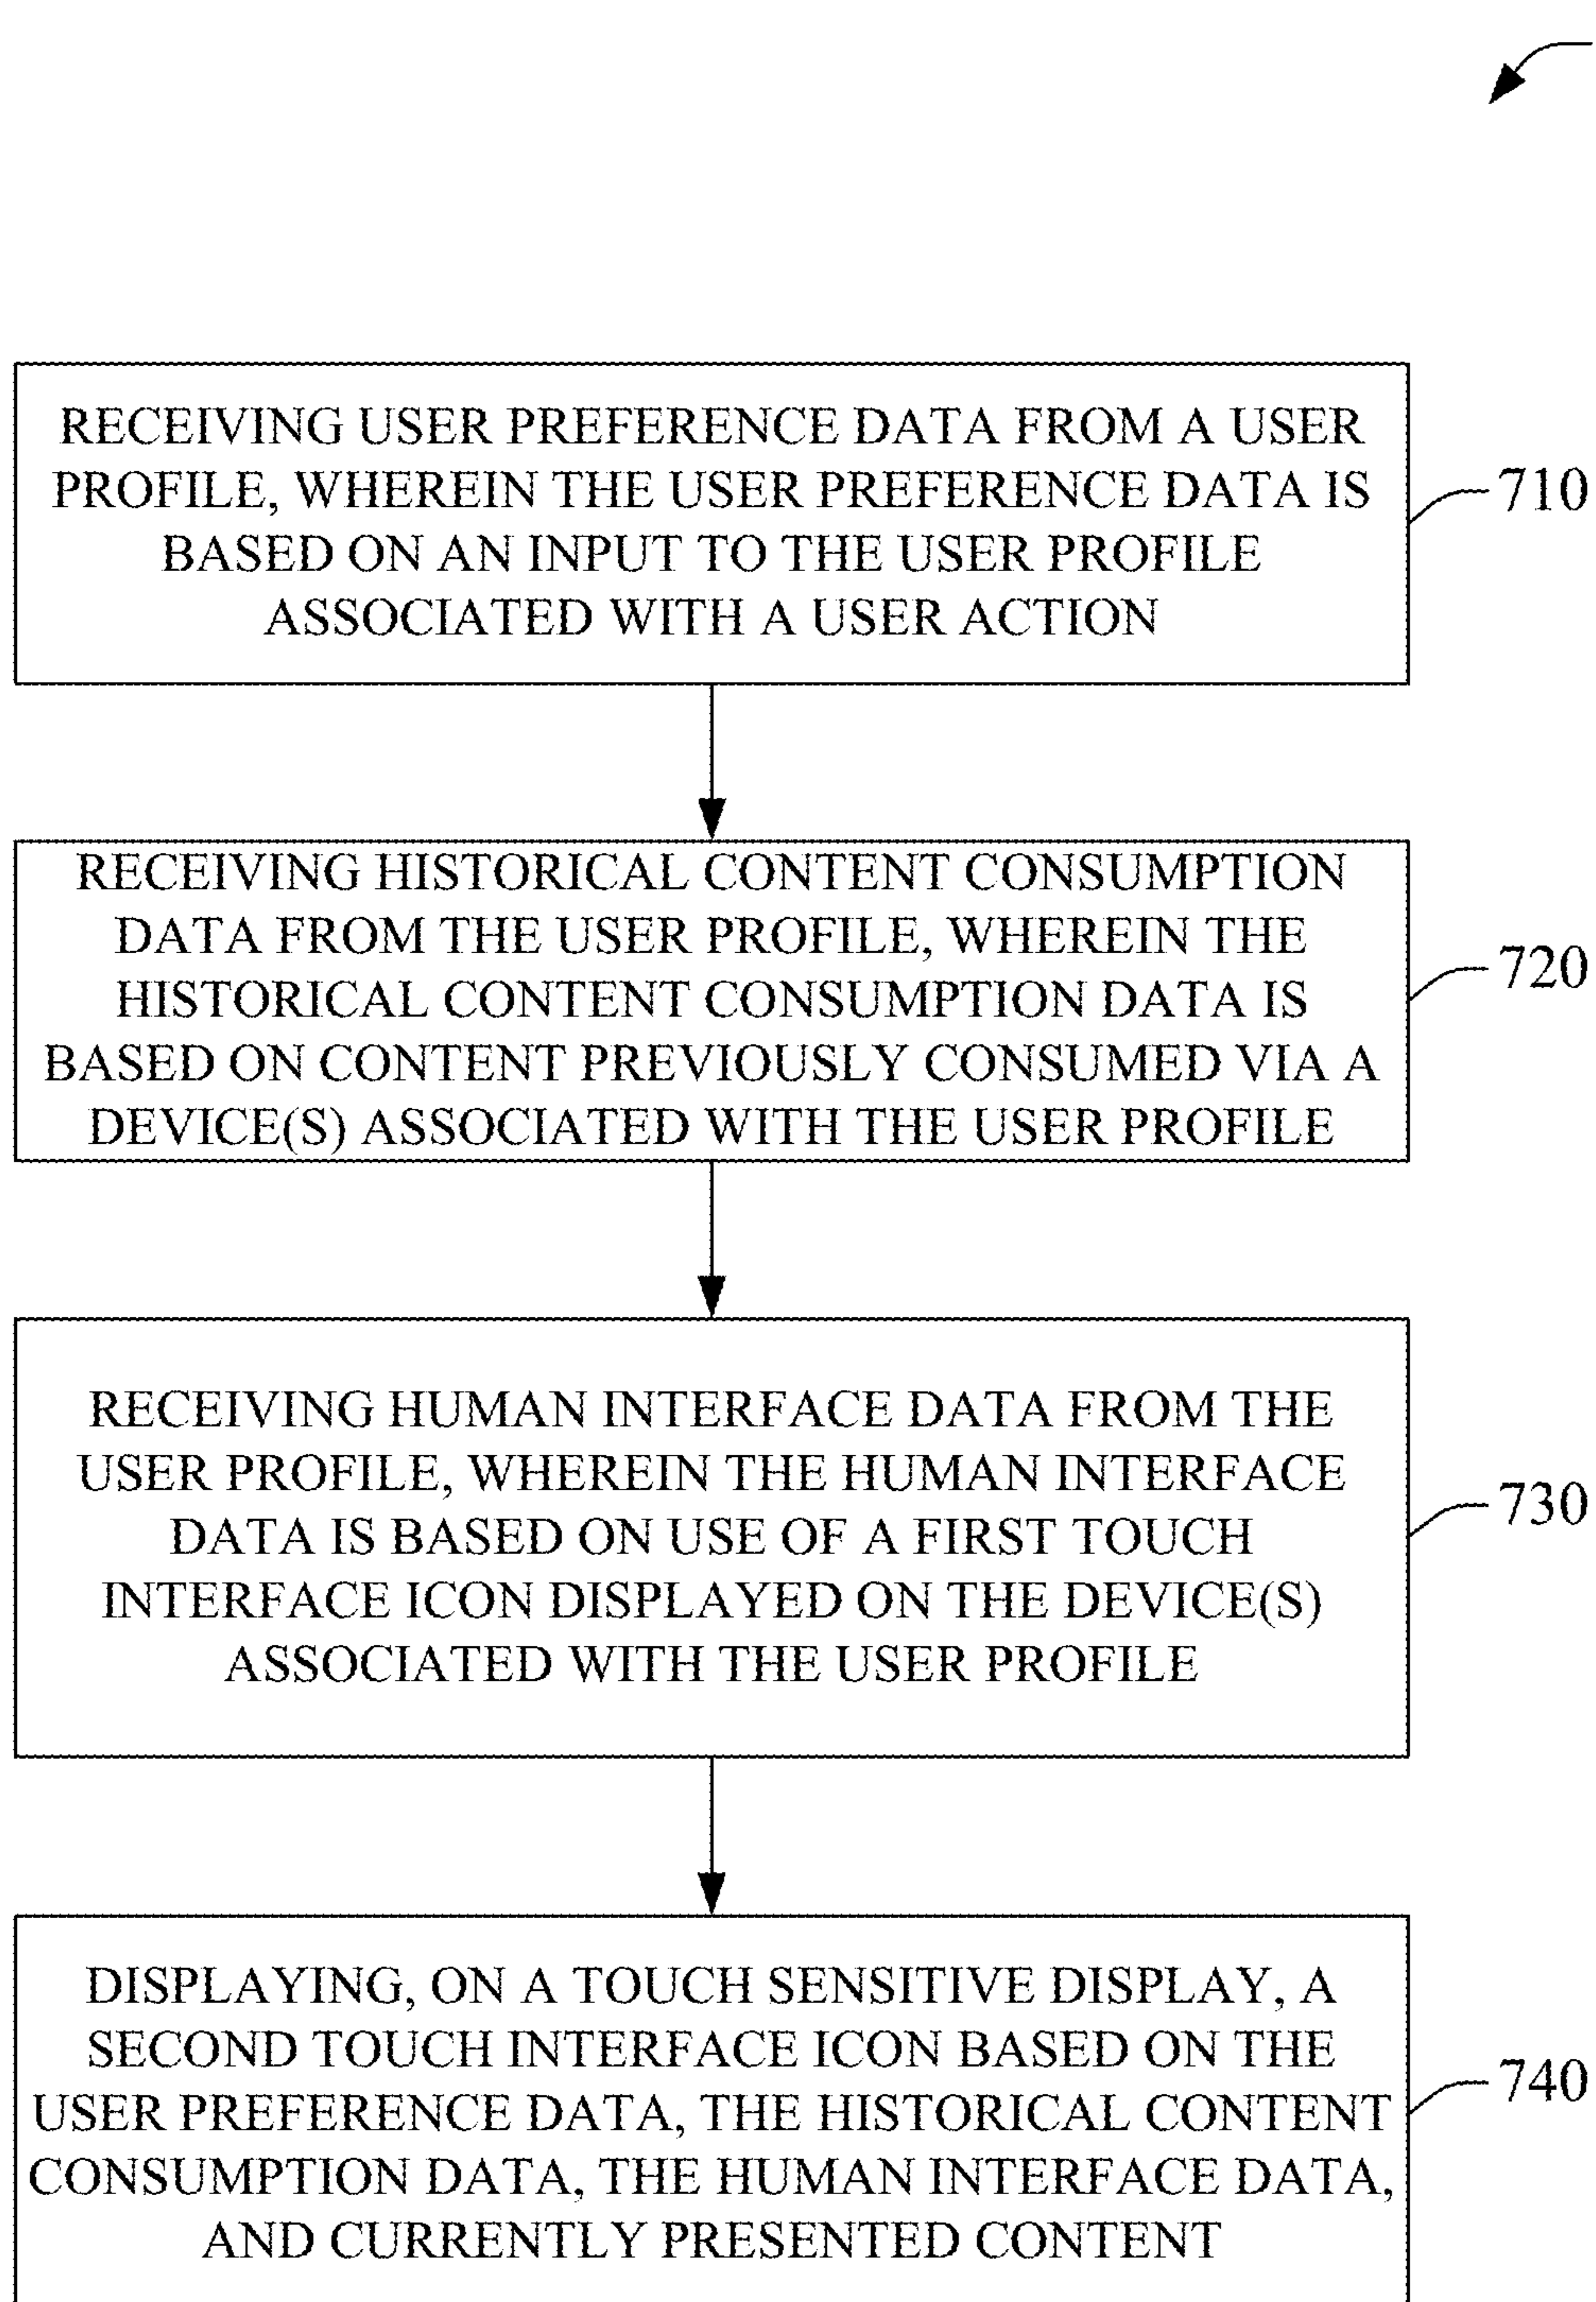 RECEIVING USER PREFERENCE DATA FROM A USER
PROFILE, WHEREIN THE USER PREFERENCE DATA IS
BASED ON AN INPUT TO THE USER PROFILE
ASSOCIATED WITH A USER ACTION
710
RECEIVING HISTORICAL CONTENT CONSUMPTION
DATA FROM THE USER PROFILE, WHEREIN THE
HISTORICAL CONTENT CONSUMPTION DATA IS
BASED ON CONTENT PREVIOUSLY CONSUMED VIA A
DEVICE(S) ASSOCIATED WITH THE USER PROFILE
720
RECEIVING HUMAN INTERFACE DATA FROM THE
USER PROFILE, WHEREIN THE HUMAN INTERFACE
DATA IS BASED ON USE OF A FIRST TOUCH
INTERFACE ICON DISPLAYED ON THE DEVICE(S)
ASSOCIATED WITH THE USER PROFILE
730
DISPLAYING, ON A TOUCH SENSITIVE DISPLAY, A
SECOND TOUCH INTERFACE ICON BASED ON THE
USER PREFERENCE DATA, THE HISTORICAL CONTENT
CONSUMPTION DATA, THE HUMAN INTERFACE DATA,
AND CURRENTLY PRESENTED CONTENT
740